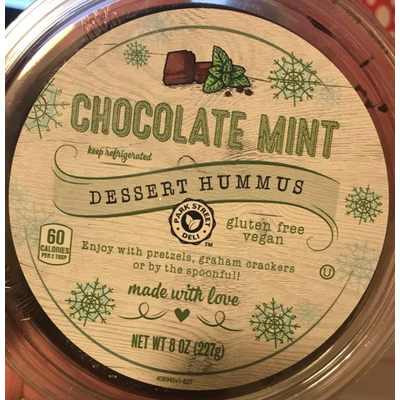 CHOCOLATE MINT
keep refrigerated
DESSERT HUMMUS
PARK STREET
DELI
TM
gluten free
vegan
60
CALORIES
PER 2 TBSP
Enjoy with pretzels, graham crackers
or by the spoonful!
U
made with love
NET WT 8 OZ (227g)